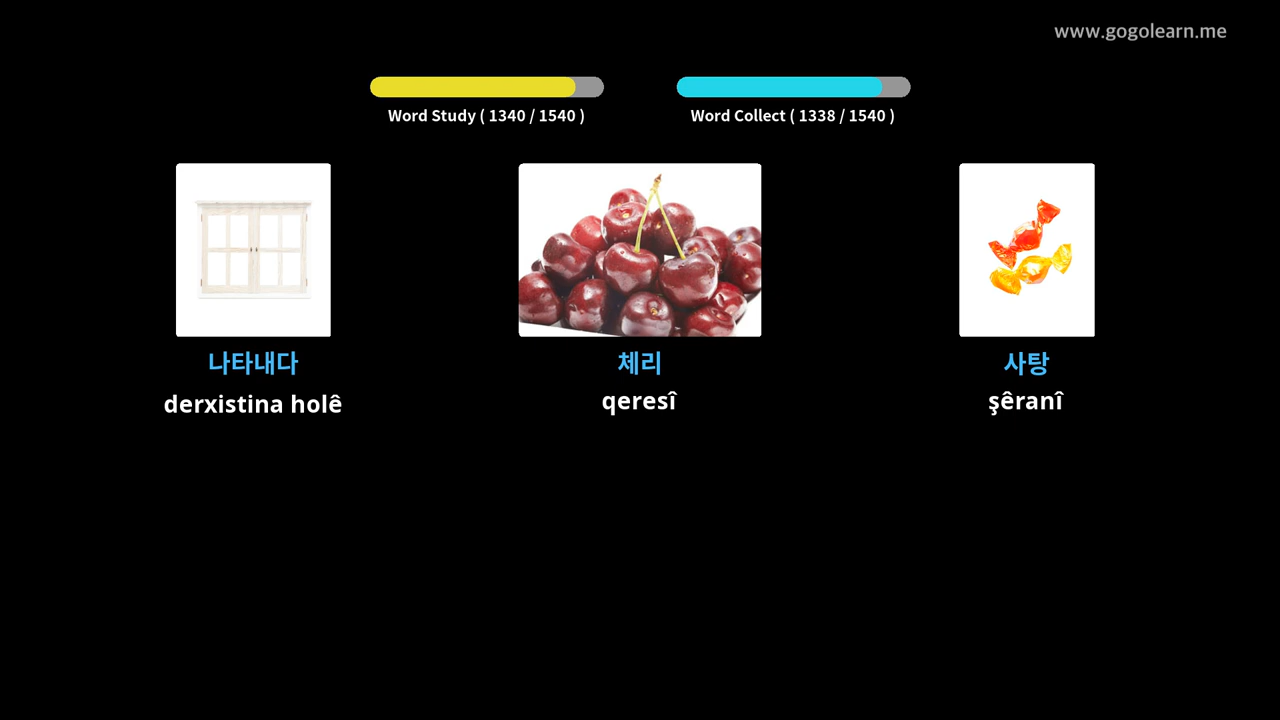 www.gogolearn.me
Word Study ( 1340 / 1540 )
Word Collect ( 1338 / 1540 )
나타내다
체리
사탕
derxistina holê
qeresî
şêranî